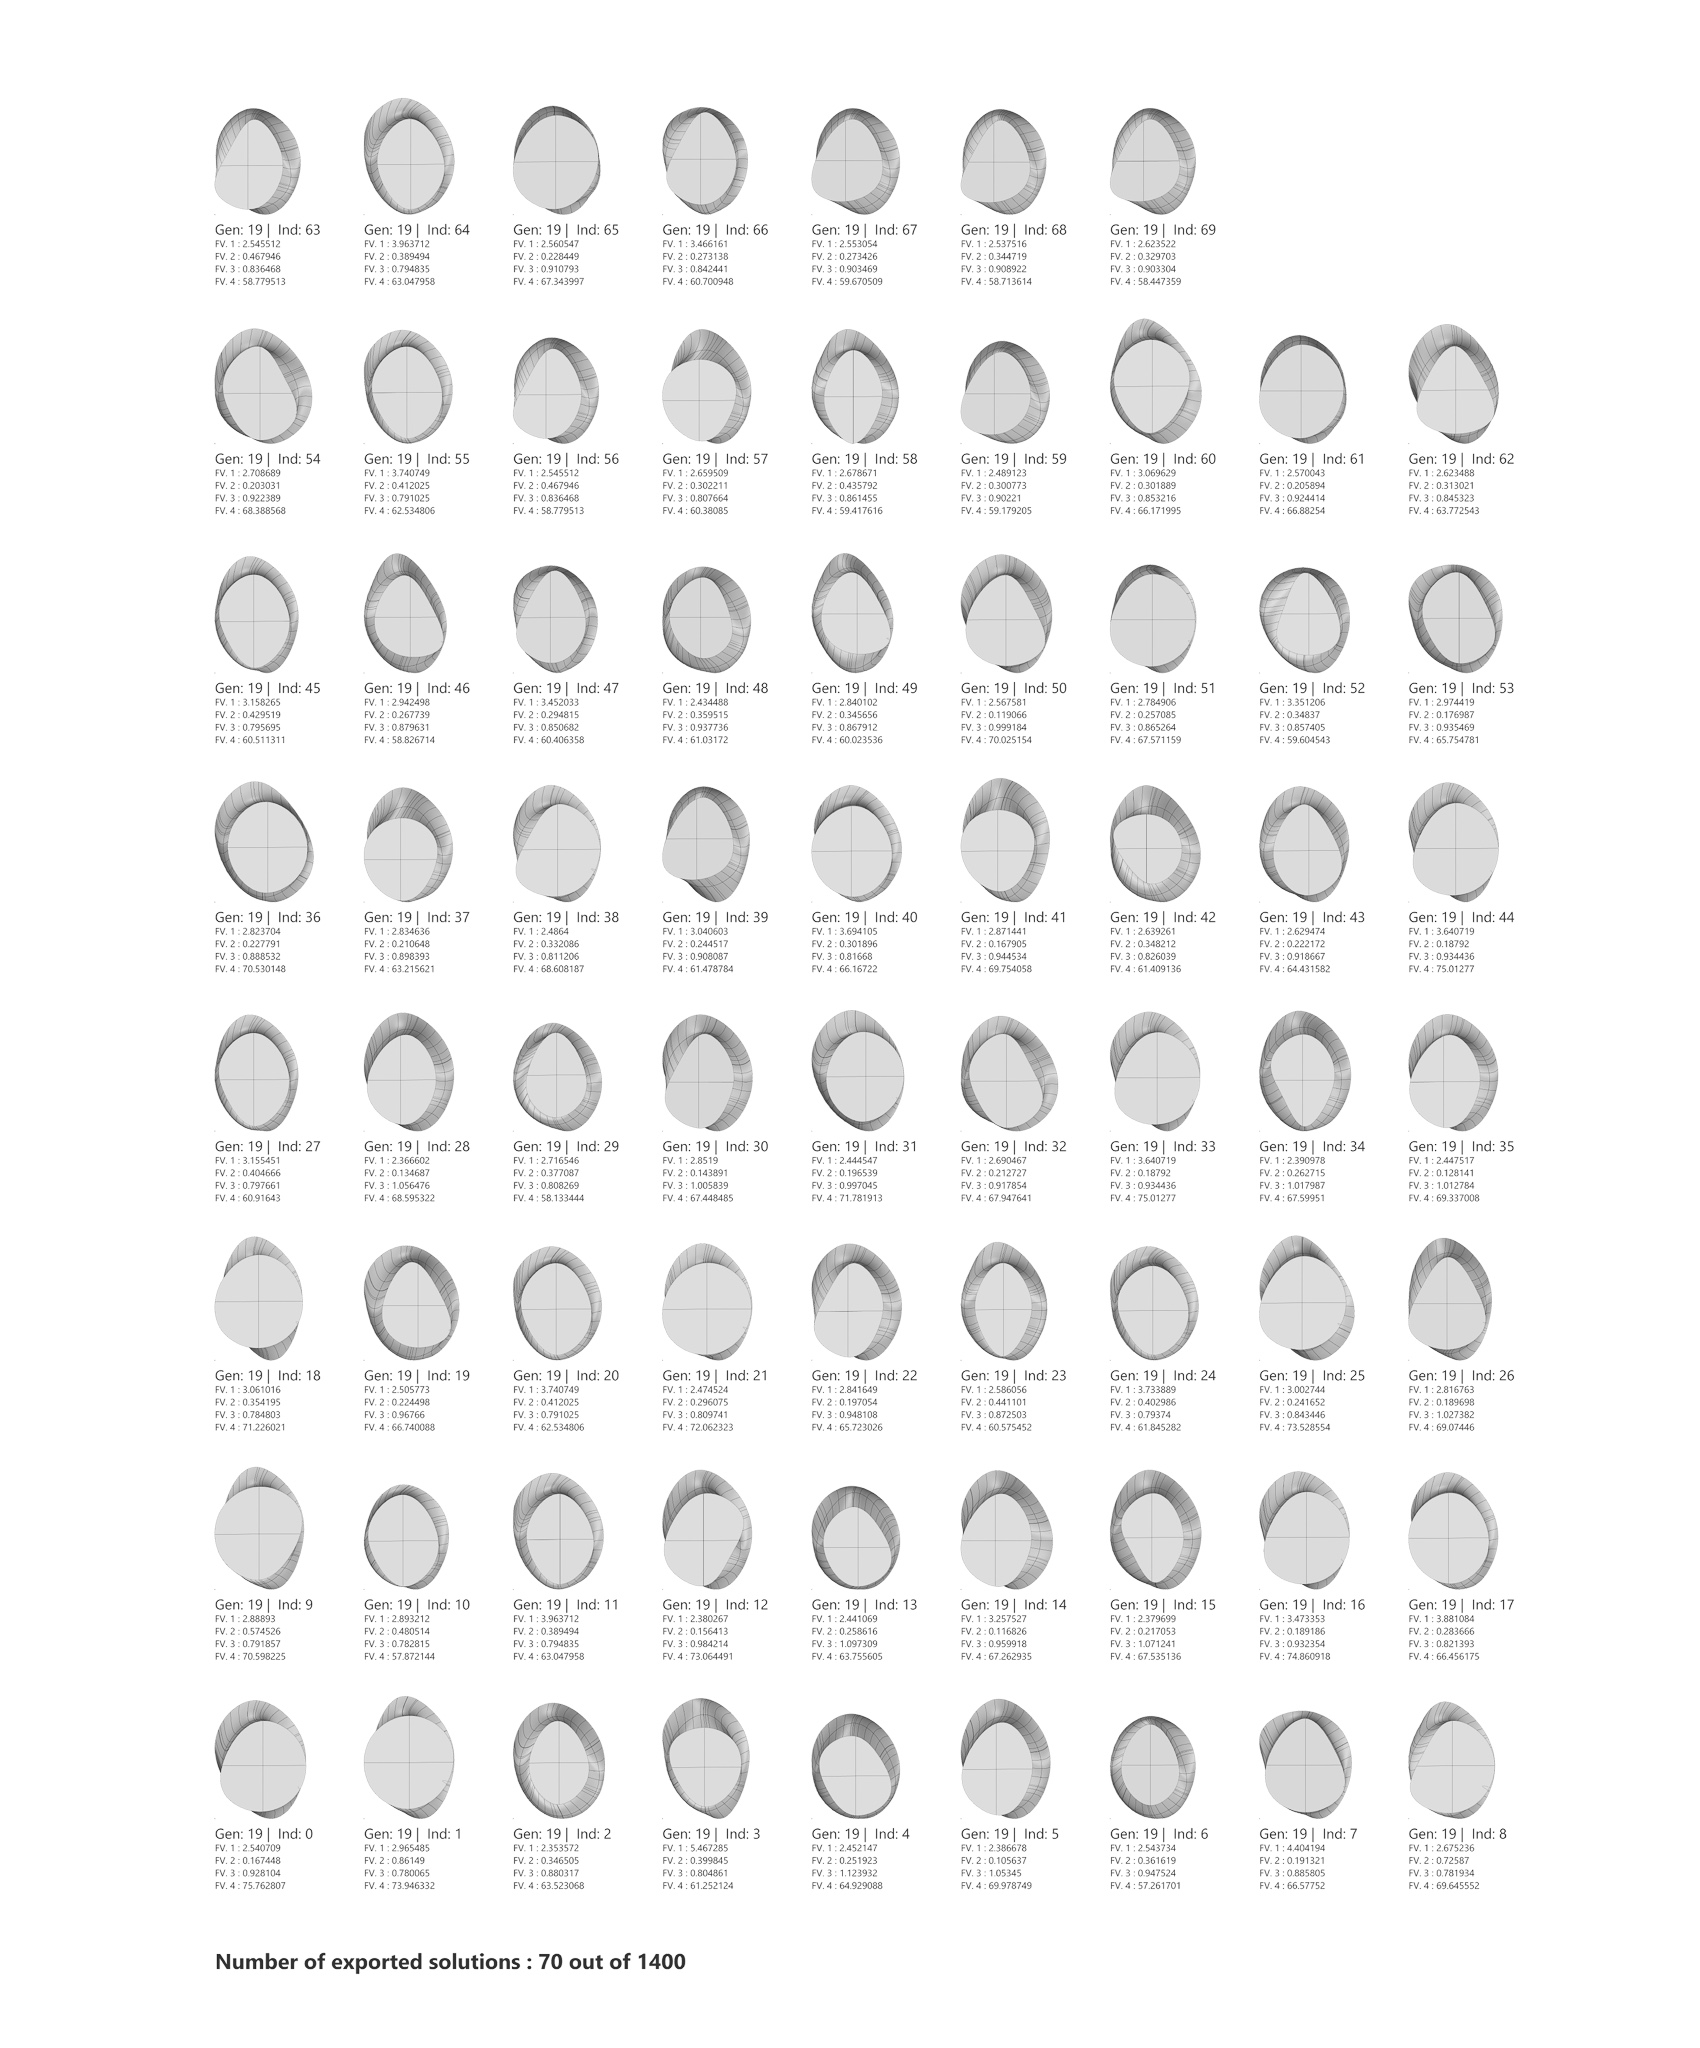 Gen: 19 | Ind: 63
FV. 1 : 2.545512
FV. 2 : 0.467946
FV. 3 : 0.836468
FV. 4 : 58.779513
Gen: 19 | Ind: 64
FV. 1 : 3.963712
FV. 2 : 0.389494
FV. 3 : 0.794835
FV. 4 : 63.047958
Gen: 19 | Ind: 65
FV. 1 : 2.560547
FV. 2 : 0.228449
FV. 3 : 0.910793
FV. 4 : 67.343997
Gen: 19 | Ind: 66
FV. 1 : 3.466161
FV. 2 : 0.273138
FV. 3 : 0.842441
FV. 4 : 60.700948
Gen: 19 | Ind: 67
FV. 1 : 2.553054
FV. 2 : 0.273426
FV. 3 : 0.903469
FV. 4 : 59.670509
Gen: 19 | Ind: 68
FV. 1 : 2.537516
FV. 2 : 0.344719
FV. 3 : 0.908922
FV. 4 : 58.713614
Gen: 19 | Ind: 69
FV. 1 : 2.623522
FV. 2 : 0.329703
FV. 3 : 0.903304
FV. 4 : 58.447359
Gen: 19 | Ind: 54
FV. 1 : 2.708689
FV. 2 : 0.203031
FV. 3 : 0.922389
FV. 4 : 68.388568
Gen: 19 | Ind: 55
FV. 1 : 3.740749
FV. 2 : 0.412025
FV. 3 : 0.791025
FV. 4 : 62.534806
Gen: 19 | Ind: 56
FV. 1 : 2.545512
FV. 2 : 0.467946
FV. 3 : 0.836468
FV. 4 : 58.779513
Gen: 19 | Ind: 57
FV. 1 : 2.659509
FV. 2 : 0.302211
FV. 3 : 0.807664
FV. 4 : 60.38085
Gen: 19 | Ind: 58
FV. 1 : 2.678671
FV. 2 : 0.435792
FV. 3 : 0.861455
FV. 4 : 59.417616
Gen: 19 | Ind: 59
FV. 1 : 2.489123
FV. 2 : 0.300773
FV. 3 : 0.90221
FV. 4 : 59.179205
Gen: 19 | Ind: 60
FV. 1 : 3.069629
FV. 2 : 0.301889
FV. 3 : 0.853216
FV. 4 : 66.171995
Gen: 19 | Ind: 61
FV. 1 : 2.570043
FV. 2 : 0.205894
FV. 3 : 0.924414
FV. 4 : 66.88254
Gen: 19 | Ind: 62
FV. 1 : 2.623488
FV. 2 : 0.313021
FV. 3 : 0.845323
FV. 4 : 63.772543
Gen: 19 | Ind: 45
FV. 1 : 3.158265
FV. 2 : 0.429519
FV. 3 : 0.795695
FV. 4 : 60.511311
Gen: 19 | Ind: 46
FV. 1 : 2.942498
FV. 2 : 0.267739
FV. 3 : 0.879631
FV. 4 : 58.826714
Gen: 19 | Ind: 47
FV. 1 : 3.452033
FV. 2 : 0.294815
FV. 3 : 0.850682
FV. 4 : 60.406358
Gen: 19 | Ind: 48
FV. 1 : 2.434488
FV. 2 : 0.359515
FV. 3 : 0.937736
FV. 4 : 61.03172
Gen: 19 | Ind: 49
FV. 1 : 2.840102
FV. 2 : 0.345656
FV. 3 : 0.867912
FV. 4 : 60.023536
Gen: 19 | Ind: 50
FV. 1 : 2.567581
FV. 2 : 0.119066
FV. 3 : 0.999184
FV. 4 : 70.025154
Gen: 19 | Ind: 51
FV. 1 : 2.784906
FV. 2 : 0.257085
FV. 3 : 0.865264
FV. 4 : 67.571159
Gen: 19 | Ind: 52
FV. 1 : 3.351206
FV. 2 : 0.34837
FV. 3 : 0.857405
FV. 4 : 59.604543
Gen: 19 | Ind: 53
FV. 1 : 2.974419
FV. 2 : 0.176987
FV. 3 : 0.935469
FV. 4 : 65.754781
Gen: 19 | Ind: 36
FV. 1 : 2.823704
FV. 2 : 0.227791
FV. 3 : 0.888532
FV. 4 : 70.530148
Gen: 19 | Ind: 37
FV. 1 : 2.834636
FV. 2 : 0.210648
FV. 3 : 0.898393
FV. 4 : 63.215621
Gen: 19 | Ind: 38
FV. 1 : 2.4864
FV. 2 : 0.332086
FV. 3 : 0.811206
FV. 4 : 68.608187
Gen: 19 | Ind: 39
FV. 1 : 3.040603
FV. 2 : 0.244517
FV. 3 : 0.908087
FV. 4 : 61.478784
Gen: 19 | Ind: 40
FV. 1 : 3.694105
FV. 2 : 0.301896
FV. 3 : 0.81668
FV. 4 : 66.16722
Gen: 19 | Ind: 41
FV. 1 : 2.871441
FV. 2 : 0.167905
FV. 3 : 0.944534
FV. 4 : 69.754058
Gen: 19 | Ind: 42
FV. 1 : 2.639261
FV. 2 : 0.348212
FV. 3 : 0.826039
FV. 4 : 61.409136
Gen: 19 | Ind: 43
FV. 1 : 2.629474
FV. 2 : 0.222172
FV. 3 : 0.918667
FV. 4 : 64.431582
Gen: 19 | Ind: 44
FV. 1 : 3.640719
FV. 2 : 0.18792
FV. 3 : 0.934436
FV. 4 : 75.01277
Gen: 19 | Ind: 27
FV. 1 : 3.155451
FV. 2 : 0.404666
FV. 3 : 0.797661
FV. 4 : 60.91643
Gen: 19 | Ind: 28
FV. 1 : 2.366602
FV. 2 : 0.134687
FV. 3 : 1.056476
FV. 4 : 68.595322
Gen: 19 | Ind: 29
FV. 1 : 2.716546
FV. 2 : 0.377087
FV. 3 : 0.808269
FV. 4 : 58.133444
Gen: 19 | Ind: 30
FV. 1 : 2.8519
FV. 2 : 0.143891
FV. 3 : 1.005839
FV. 4 : 67.448485
Gen: 19 | Ind: 31
FV. 1 : 2.444547
FV. 2 : 0.196539
FV. 3 : 0.997045
FV. 4 : 71.781913
Gen: 19 | Ind: 32
FV. 1 : 2.690467
FV. 2 : 0.212727
FV. 3 : 0.917854
FV. 4 : 67.947641
Gen: 19 | Ind: 33
FV. 1 : 3.640719
FV. 2 : 0.18792
FV. 3 : 0.934436
FV. 4 : 75.01277
Gen: 19 | Ind: 34
FV. 1 : 2.390978
FV. 2 : 0.262715
FV. 3 : 1.017987
FV. 4 : 67.59951
Gen: 19 | Ind: 35
FV. 1 : 2.447517
FV. 2 : 0.128141
FV. 3 : 1.012784
FV. 4 : 69.337008
Gen: 19 | Ind: 18
FV. 1 : 3.061016
FV. 2 : 0.354195
FV. 3 : 0.784803
FV. 4 : 71.226021
Gen: 19 | Ind: 19
FV. 1 : 2.505773
FV. 2 : 0.224498
FV. 3 : 0.96766
FV. 4 : 66.740088
Gen: 19 | Ind: 20
FV. 1 : 3.740749
FV. 2 : 0.412025
FV. 3 : 0.791025
FV. 4 : 62.534806
Gen: 19 | Ind: 21
FV. 1 : 2.474524
FV. 2 : 0.296075
FV. 3 : 0.809741
FV. 4 : 72.062323
Gen: 19 | Ind: 22
FV. 1 : 2.841649
FV. 2 : 0.197054
FV. 3 : 0.948108
FV. 4 : 65.723026
Gen: 19 | Ind: 23
FV. 1 : 2.586056
FV. 2 : 0.441101
FV. 3 : 0.872503
FV. 4 : 60.575452
Gen: 19 | Ind: 24
FV. 1 : 3.733889
FV. 2 : 0.402986
FV. 3 : 0.79374
FV. 4 : 61.845282
Gen: 19 | Ind: 25
FV. 1 : 3.002744
FV. 2 : 0.241652
FV. 3 : 0.843446
FV. 4 : 73.528554
Gen: 19 | Ind: 26
FV. 1 : 2.816763
FV. 2 : 0.189698
FV. 3 : 1.027382
FV. 4 : 69.07446
Gen: 19 | Ind: 9
FV. 1 : 2.88893
FV. 2 : 0.574526
FV. 3 : 0.791857
FV. 4 : 70.598225
Gen: 19 | Ind: 10
FV. 1 : 2.893212
FV. 2 : 0.480514
FV. 3 : 0.782815
FV. 4 : 57.872144
Gen: 19 | Ind: 11
FV. 1 : 3.963712
FV. 2 : 0.389494
FV. 3 : 0.794835
FV. 4 : 63.047958
Gen: 19 | Ind: 12
FV. 1 : 2.380267
FV. 2 : 0.156413
FV. 3 : 0.984214
FV. 4 : 73.064491
Gen: 19 | Ind: 13
FV. 1 : 2.441069
FV. 2 : 0.258616
FV. 3 : 1.097309
FV. 4 : 63.755605
Gen: 19 | Ind: 14
FV. 1 : 3.257527
FV. 2 : 0.116826
FV. 3 : 0.959918
FV. 4 : 67.262935
Gen: 19 | Ind: 15
FV. 1 : 2.379699
FV. 2 : 0.217053
FV. 3 : 1.071241
FV. 4 : 67.535136
Gen: 19 | Ind: 16
FV. 1 : 3.473353
FV. 2 : 0.189186
FV. 3 : 0.932354
FV. 4 : 74.860918
Gen: 19 | Ind: 17
FV. 1 : 3.881084
FV. 2 : 0.283666
FV. 3 : 0.821393
FV. 4 : 66.456175
Gen: 19 | Ind: 0
FV. 1 : 2.540709
FV. 2 : 0.167448
FV. 3 : 0.928104
FV. 4 : 75.762807
Gen: 19 | Ind: 1
FV. 1 : 2.965485
FV. 2 : 0.86149
FV. 3 : 0.780065
FV. 4 : 73.946332
Gen: 19 | Ind: 2
FV. 1 : 2.353572
FV. 2 : 0.346505
FV. 3 : 0.880317
FV. 4 : 63.523068
Gen: 19 | Ind: 3
FV. 1 : 5.467285
FV. 2 : 0.399845
FV. 3 : 0.804861
FV. 4 : 61.252124
Gen: 19 | Ind: 4
FV. 1 : 2.452147
FV. 2 : 0.251923
FV. 3 : 1.123932
FV. 4 : 64.929088
Gen: 19 | Ind: 5
FV. 1 : 2.386678
FV. 2 : 0.105637
FV. 3 : 1.05345
FV. 4 : 69.978749
Gen: 19 | Ind: 6
FV. 1 : 2.543734
FV. 2 : 0.361619
FV. 3 : 0.947524
FV. 4 : 57.261701
Gen: 19 | Ind: 7
FV. 1 : 4.404194
FV. 2 : 0.191321
FV. 3 : 0.885805
FV. 4 : 66.57752
Gen: 19 | Ind: 8
FV. 1 : 2.675236
FV. 2 : 0.72587
FV. 3 : 0.781934
FV. 4 : 69.645552
Number of exported solutions : 70 out of 1400